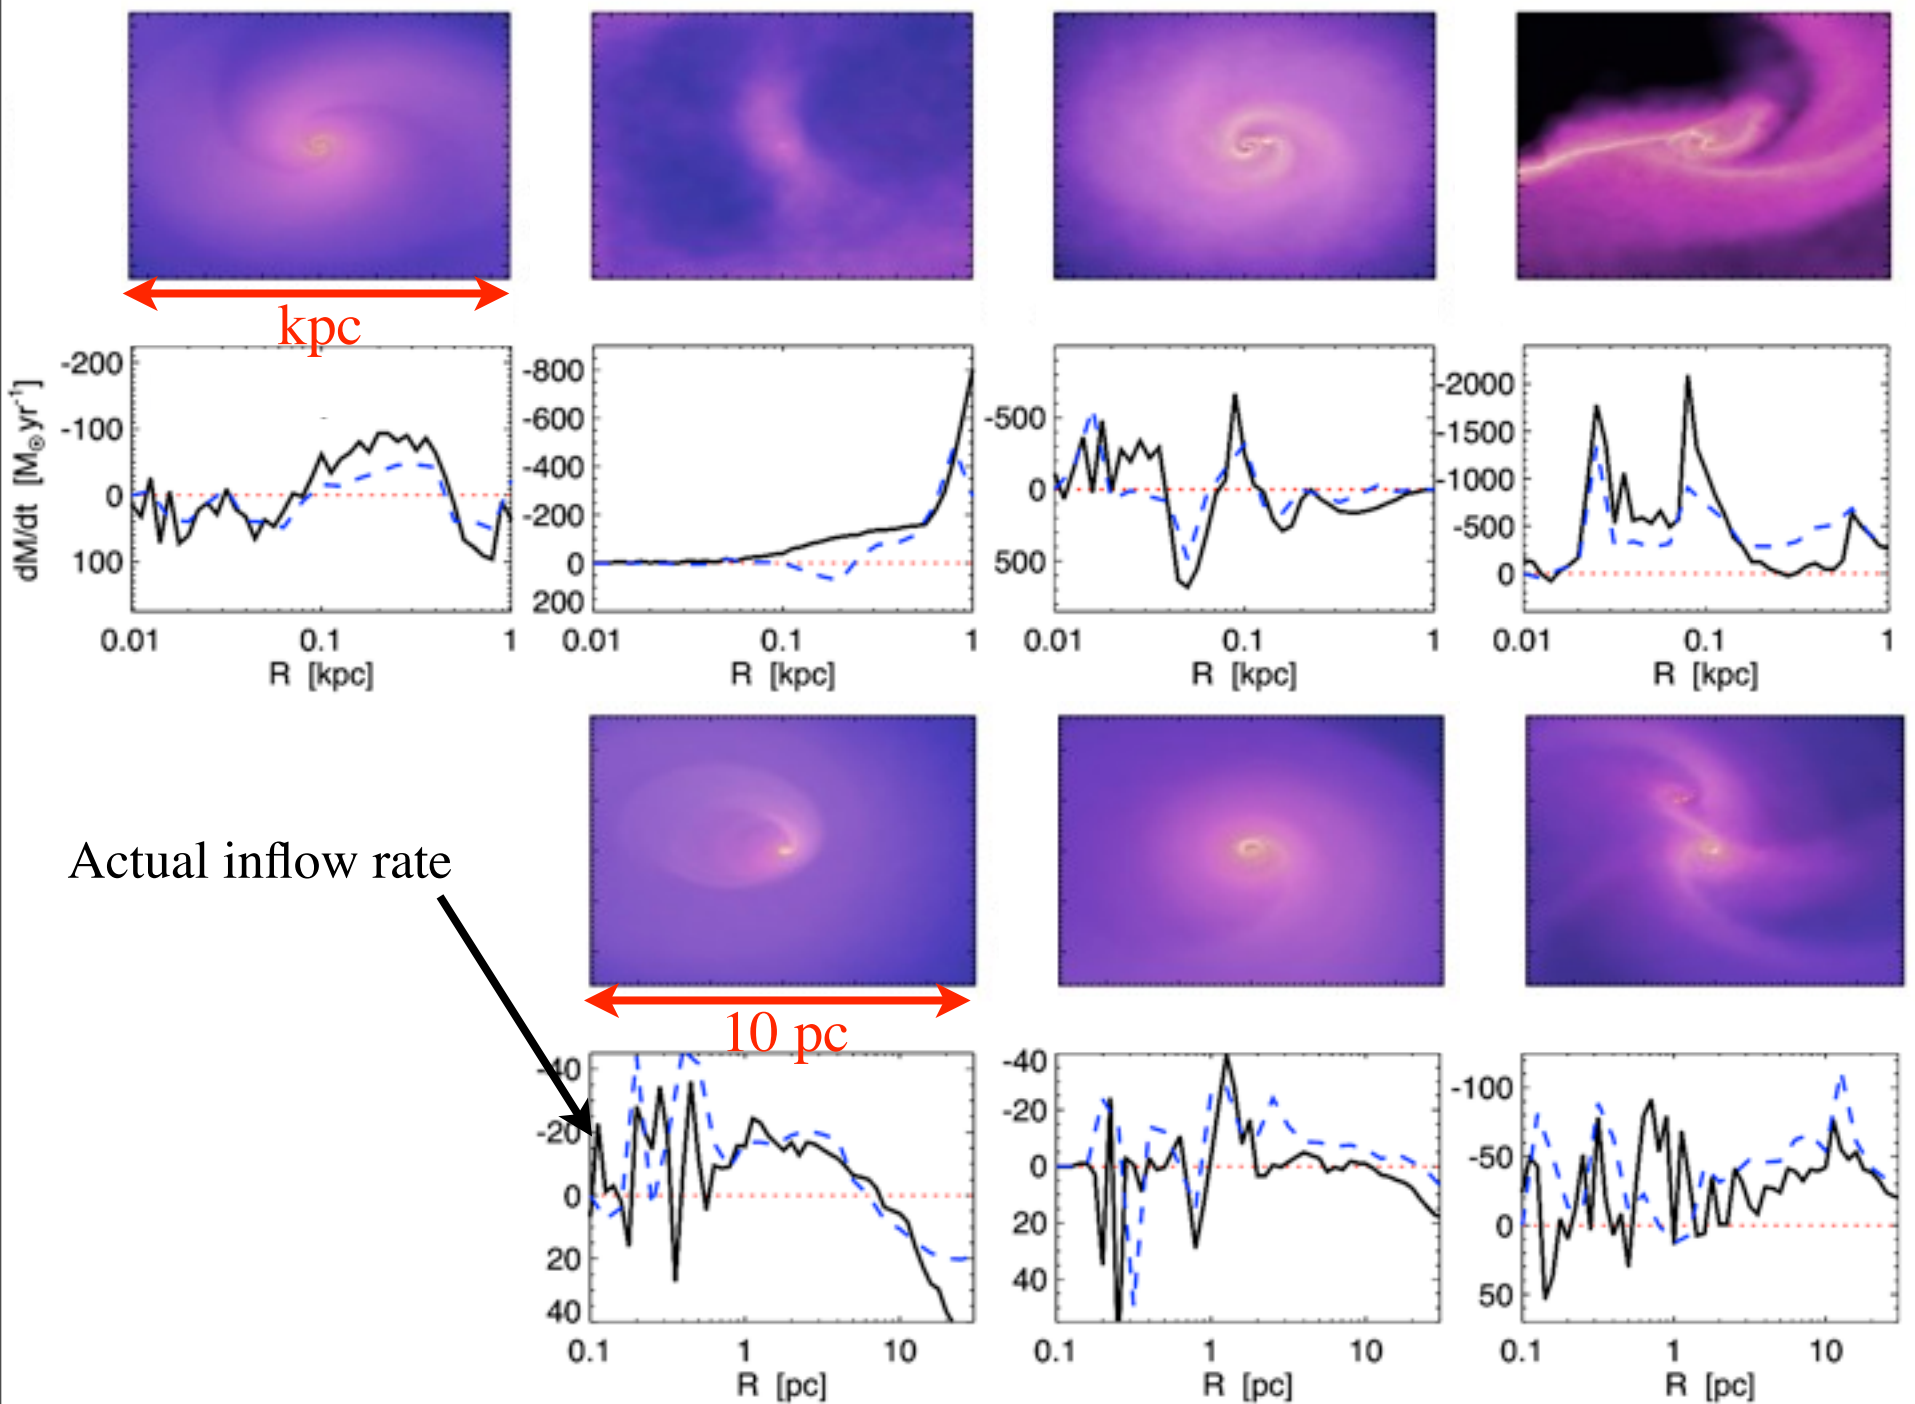 kpc
dM/dt [M⊙yr⁻¹]
-200
-100
0
100
0.01 0.1 1
R [kpc]
-800
-600
-400
-200
0
200
0.01 0.1 1
R [kpc]
-500
0
500
0.01 0.1 1
R [kpc]
-2000
-1500
-1000
-500
0
0.01 0.1 1
R [kpc]
Actual inflow rate
10 pc
-40
-20
0
20
40
0.1 1 10
R [pc]
-40
-20
0
20
40
0.1 1 10
R [pc]
-100
-50
0
50
0.1 1 10
R [pc]